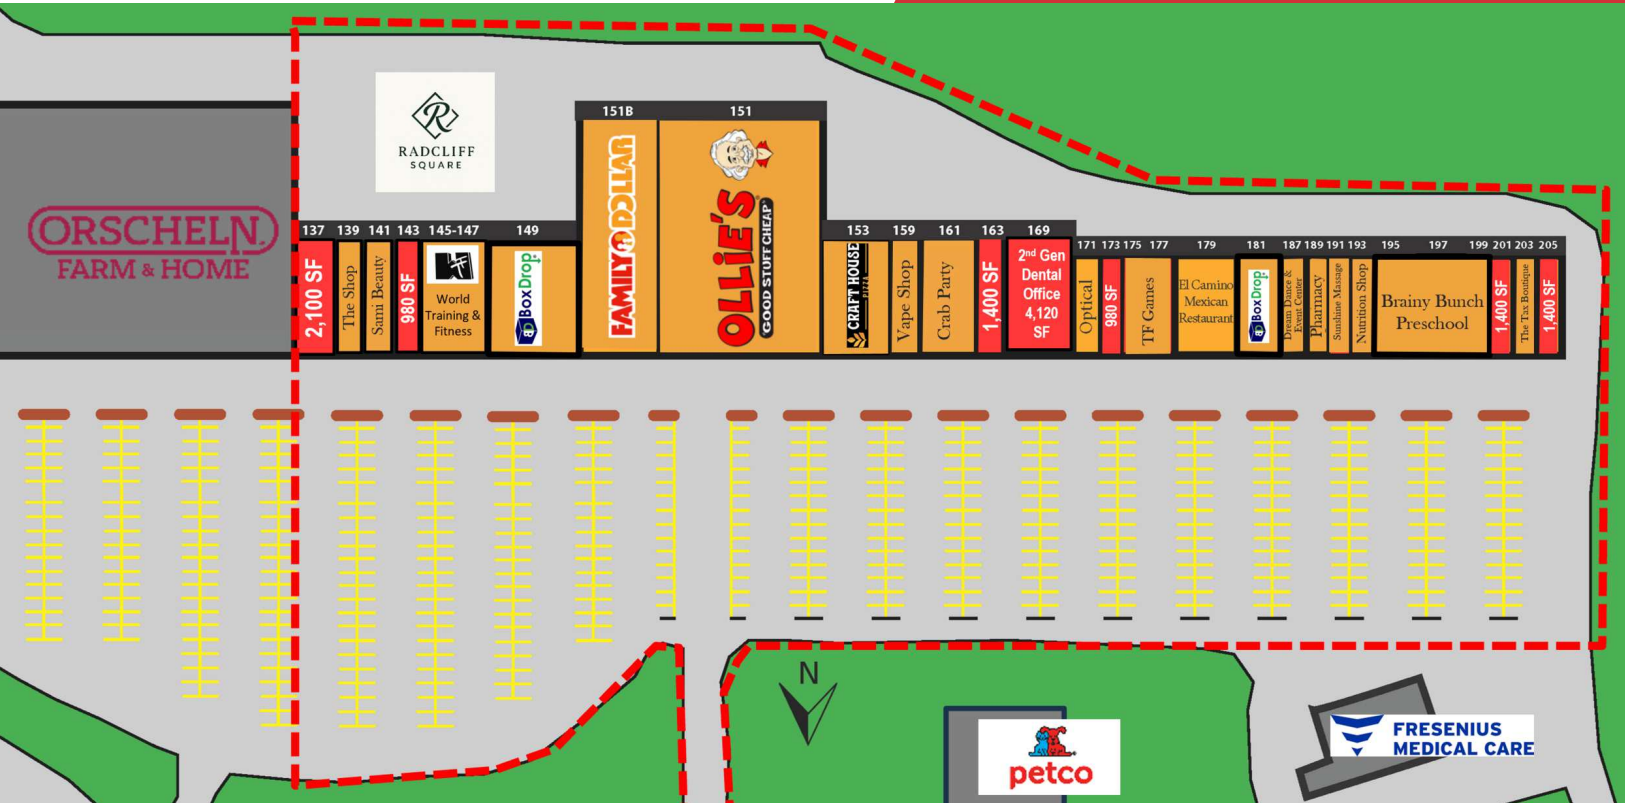 RADCLIFF
SQUARE
ORSCHELN
FARM & HOME
137 139 141 143 145-147 149 151B 151 153 159 161 163 169 171 173 175 177 179 181 187 189 191 193 195 197 199 201 203 205
2,100 SF
The Shop
Sami Beauty
980 SF
World
Training &
Fitness
BoxDrop
FAMILY DOLLAR
OLLIE'S
GOOD STUFF CHEAP
CRAFT HOUSE
PIZZA
Vape Shop
Crab Party
1,400 SF
2nd Gen
Dental
Office
4,120
SF
Optical
980 SF
TF Games
El Camino
Mexican
Restaurant
BoxDrop
Dream Dance &
Event Center
Pharmacy
Sunshine Massage
Nutrition Shop
Brainy Bunch
Preschool
1,400 SF
The Tax Boutique
1,400 SF
N
petco
FRESENIUS
MEDICAL CARE